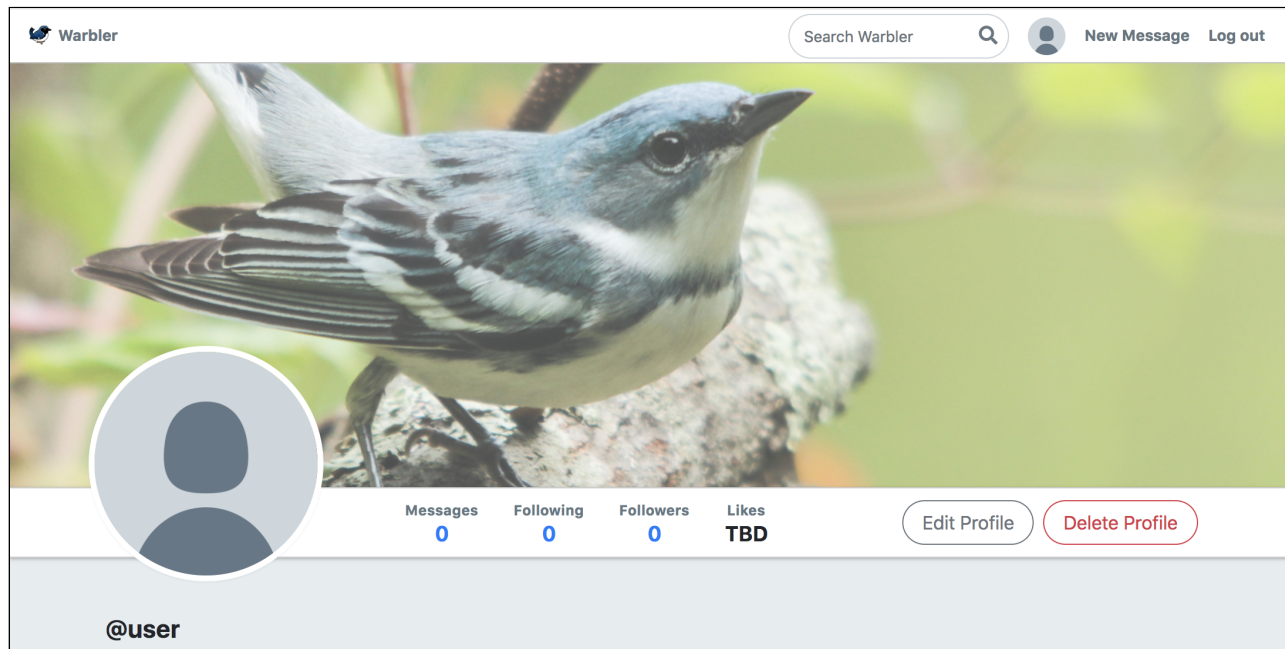 Warbler
Search Warbler
New Message
Log out
Messages Following Followers Likes
0 0 0 TBD
Edit Profile Delete Profile
@user